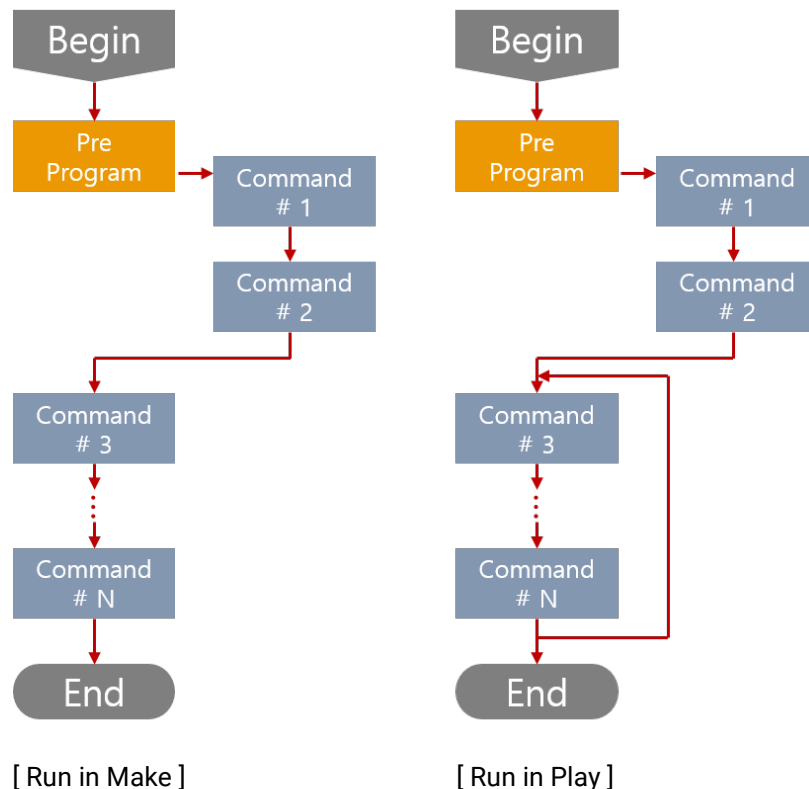 Begin
Pre
Program
Command
# 1
Command
# 2
Command
# 3
Command
# N
End
[ Run in Make ]
Begin
Pre
Program
Command
# 1
Command
# 2
Command
# 3
Command
# N
End
[ Run in Play ]